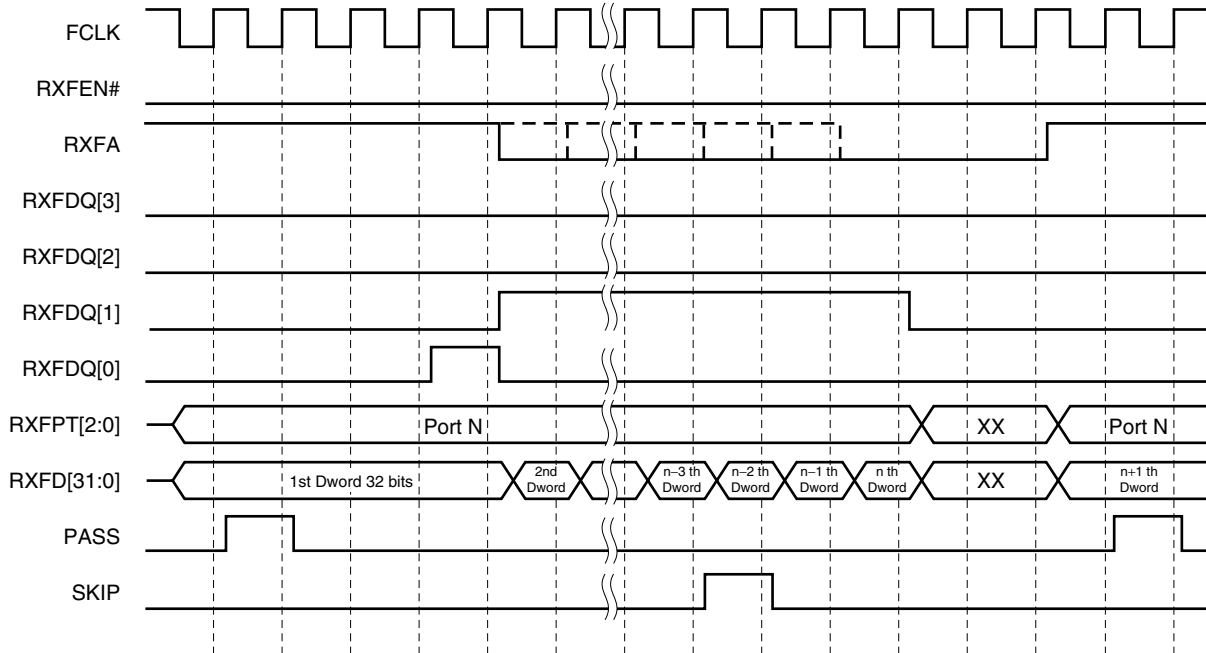 FCLK
RXFEN#
RXFA
RXFDQ[3]
RXFDQ[2]
RXFDQ[1]
RXFDQ[0]
RXFPT[2:0] Port N XX Port N
RXFD[31:0] 1st Dword 32 bits 2nd Dword n–3 th Dword n–2 th Dword n–1 th Dword n th Dword XX n+1 th Dword
PASS
SKIP